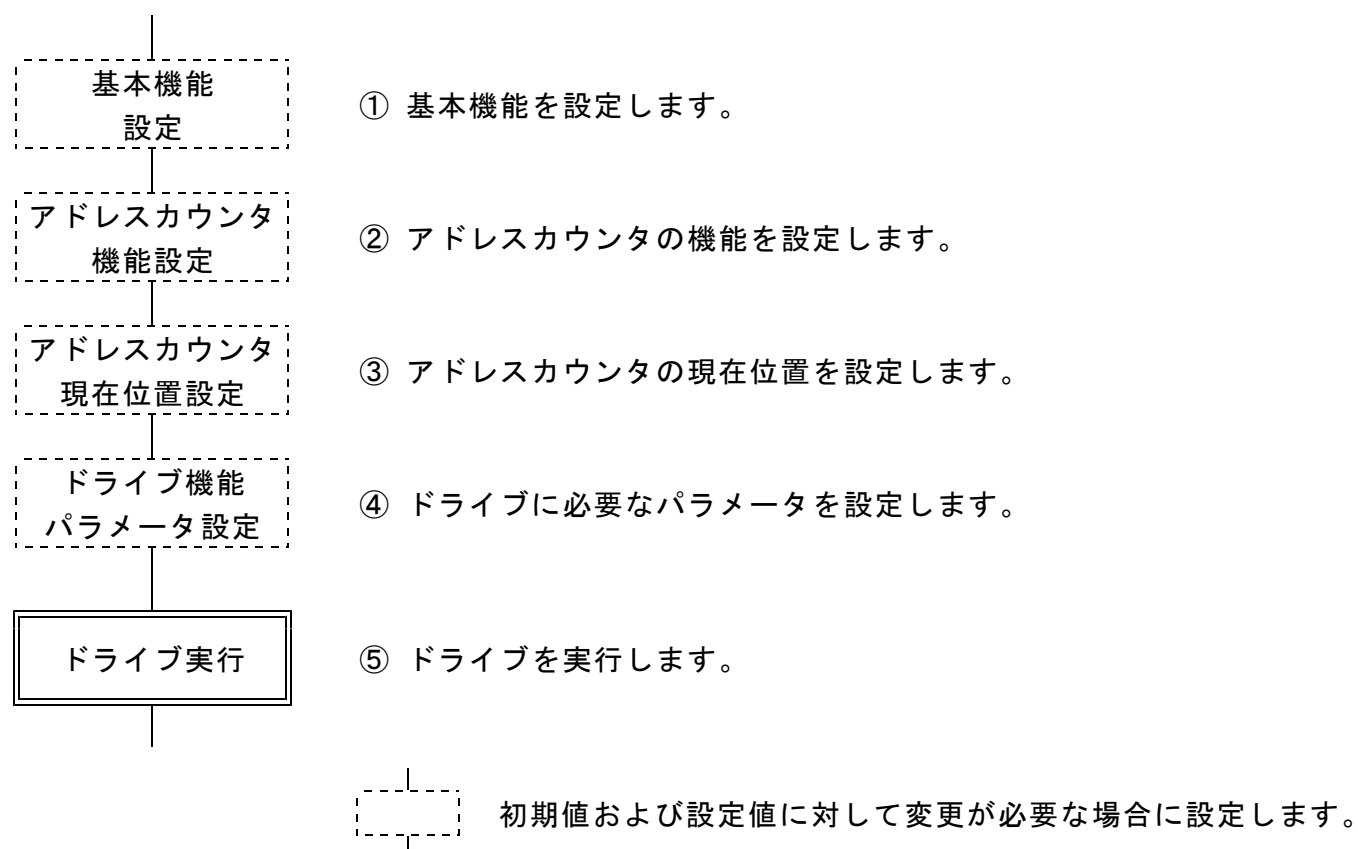 基本機能
設定
① 基本機能を設定します。
アドレスカウンタ
機能設定
② アドレスカウンタの機能を設定します。
アドレスカウンタ
現在位置設定
③ アドレスカウンタの現在位置を設定します。
ドライブ機能
パラメータ設定
④ ドライブに必要なパラメータを設定します。
ドライブ実行
⑤ ドライブを実行します。
初期値および設定値に対して変更が必要な場合に設定します。